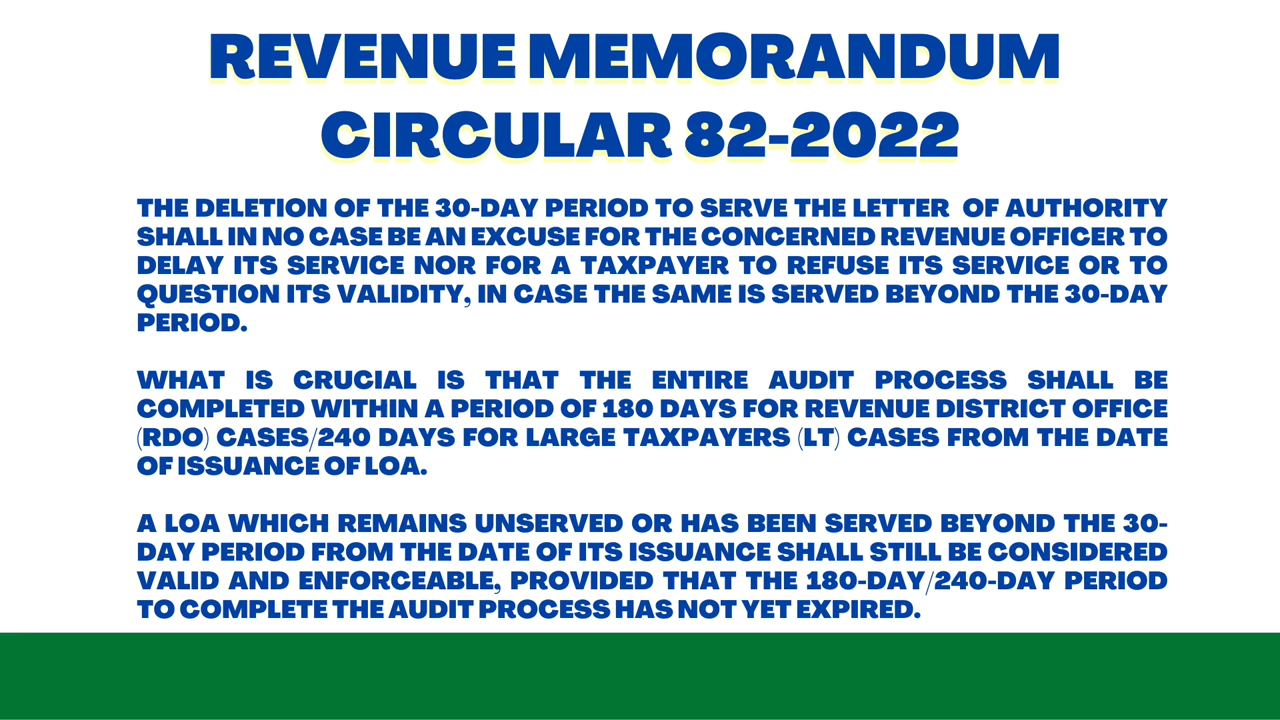 REVENUE MEMORANDUM
CIRCULAR 82-2022
THE DELETION OF THE 30-DAY PERIOD TO SERVE THE LETTER OF AUTHORITY
SHALL IN NO CASE BE AN EXCUSE FOR THE CONCERNED REVENUE OFFICER TO
DELAY ITS SERVICE NOR FOR A TAXPAYER TO REFUSE ITS SERVICE OR TO
QUESTION ITS VALIDITY, IN CASE THE SAME IS SERVED BEYOND THE 30-DAY
PERIOD.
WHAT IS CRUCIAL IS THAT THE ENTIRE AUDIT PROCESS SHALL BE
COMPLETED WITHIN A PERIOD OF 180 DAYS FOR REVENUE DISTRICT OFFICE
(RDO) CASES/240 DAYS FOR LARGE TAXPAYERS (LT) CASES FROM THE DATE
OF ISSUANCE OF LOA.
A LOA WHICH REMAINS UNSERVED OR HAS BEEN SERVED BEYOND THE 30-
DAY PERIOD FROM THE DATE OF ITS ISSUANCE SHALL STILL BE CONSIDERED
VALID AND ENFORCEABLE, PROVIDED THAT THE 180-DAY/240-DAY PERIOD
TO COMPLETE THE AUDIT PROCESS HAS NOT YET EXPIRED.